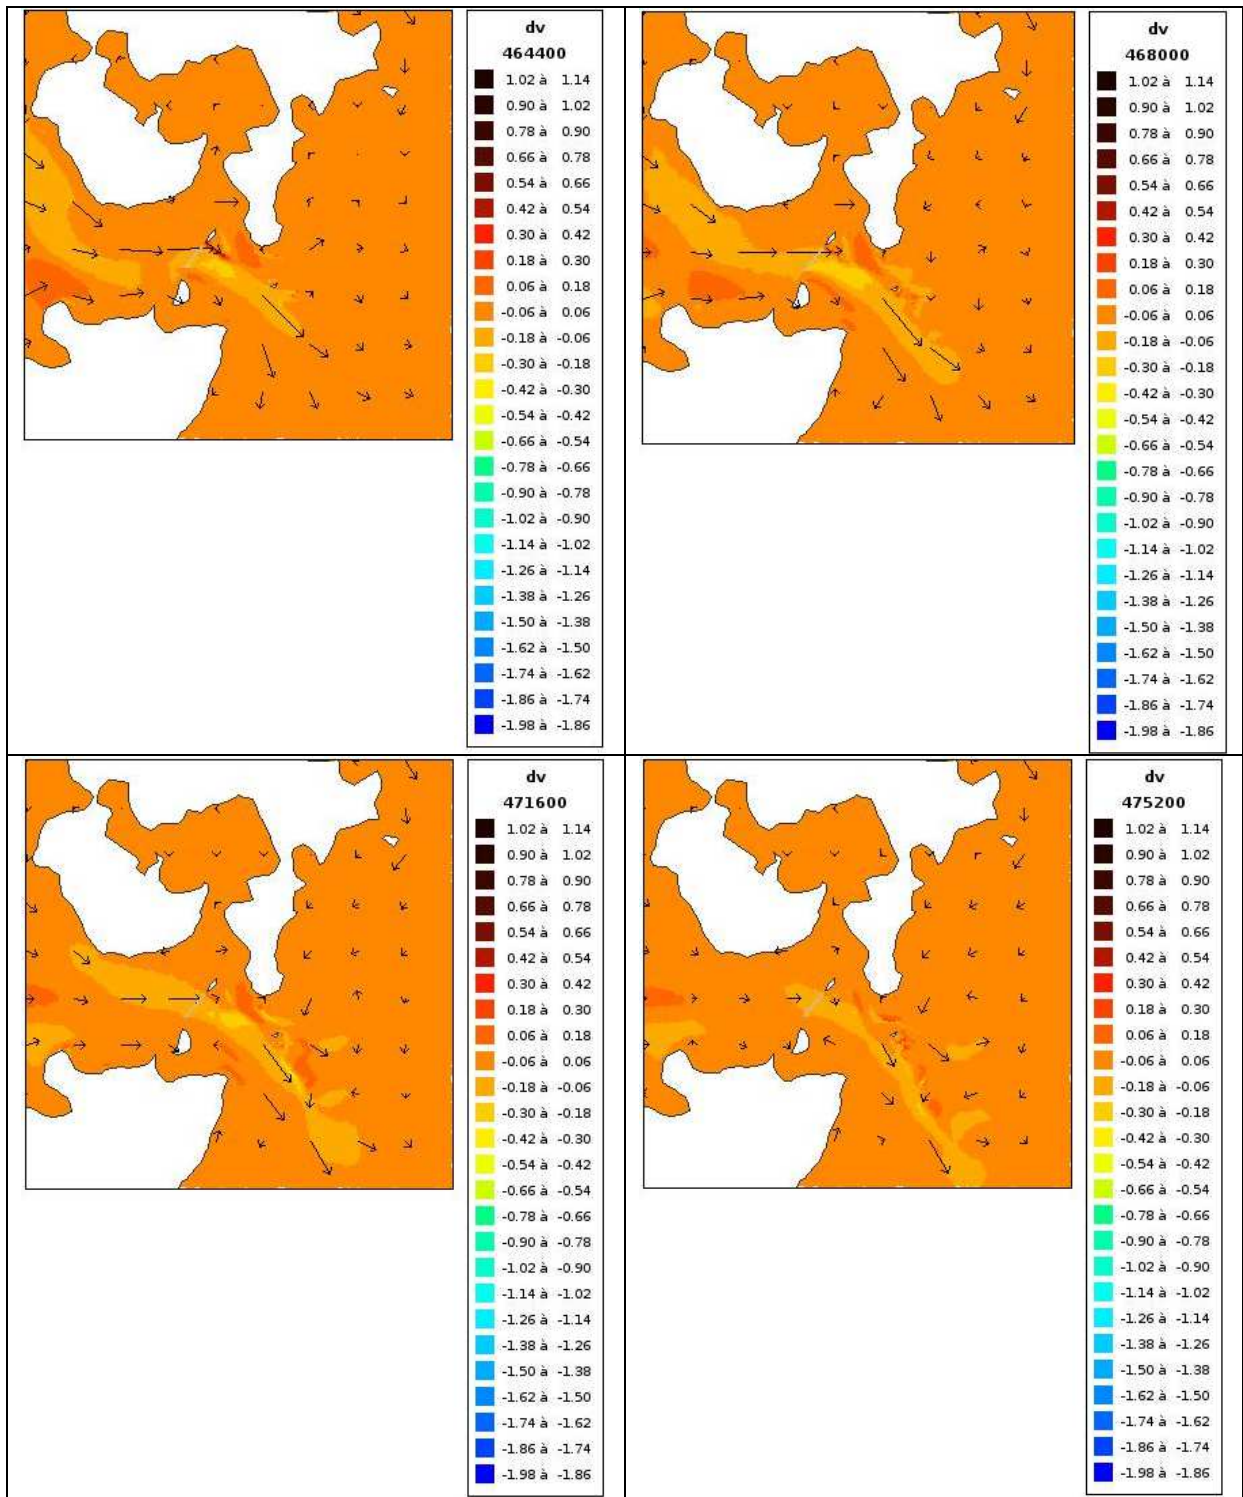 dv
464400
1.02 à 1.14
0.90 à 1.02
0.78 à 0.90
0.66 à 0.78
0.54 à 0.66
0.42 à 0.54
0.30 à 0.42
0.18 à 0.30
0.06 à 0.18
-0.06 à 0.06
-0.18 à -0.06
-0.30 à -0.18
-0.42 à -0.30
-0.54 à -0.42
-0.66 à -0.54
-0.78 à -0.66
-0.90 à -0.78
-1.02 à -0.90
-1.14 à -1.02
-1.26 à -1.14
-1.38 à -1.26
-1.50 à -1.38
-1.62 à -1.50
-1.74 à -1.62
-1.86 à -1.74
-1.98 à -1.86
dv
468000
1.02 à 1.14
0.90 à 1.02
0.78 à 0.90
0.66 à 0.78
0.54 à 0.66
0.42 à 0.54
0.30 à 0.42
0.18 à 0.30
0.06 à 0.18
-0.06 à 0.06
-0.18 à -0.06
-0.30 à -0.18
-0.42 à -0.30
-0.54 à -0.42
-0.66 à -0.54
-0.78 à -0.66
-0.90 à -0.78
-1.02 à -0.90
-1.14 à -1.02
-1.26 à -1.14
-1.38 à -1.26
-1.50 à -1.38
-1.62 à -1.50
-1.74 à -1.62
-1.86 à -1.74
-1.98 à -1.86
dv
471600
1.02 à 1.14
0.90 à 1.02
0.78 à 0.90
0.66 à 0.78
0.54 à 0.66
0.42 à 0.54
0.30 à 0.42
0.18 à 0.30
0.06 à 0.18
-0.06 à 0.06
-0.18 à -0.06
-0.30 à -0.18
-0.42 à -0.30
-0.54 à -0.42
-0.66 à -0.54
-0.78 à -0.66
-0.90 à -0.78
-1.02 à -0.90
-1.14 à -1.02
-1.26 à -1.14
-1.38 à -1.26
-1.50 à -1.38
-1.62 à -1.50
-1.74 à -1.62
-1.86 à -1.74
-1.98 à -1.86
dv
475200
1.02 à 1.14
0.90 à 1.02
0.78 à 0.90
0.66 à 0.78
0.54 à 0.66
0.42 à 0.54
0.30 à 0.42
0.18 à 0.30
0.06 à 0.18
-0.06 à 0.06
-0.18 à -0.06
-0.30 à -0.18
-0.42 à -0.30
-0.54 à -0.42
-0.66 à -0.54
-0.78 à -0.66
-0.90 à -0.78
-1.02 à -0.90
-1.14 à -1.02
-1.26 à -1.14
-1.38 à -1.26
-1.50 à -1.38
-1.62 à -1.50
-1.74 à -1.62
-1.86 à -1.74
-1.98 à -1.86